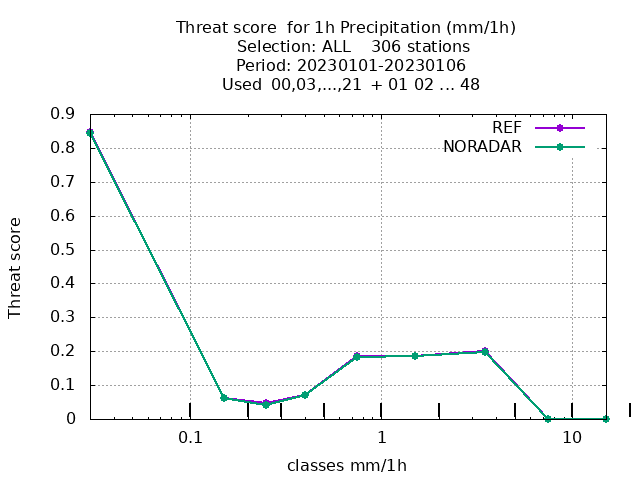 Threat score  for 1h Precipitation (mm/1h)
Selection: ALL    306 stations
Period: 20230101-20230106
Used  00,03,...,21  + 01 02 ... 48
REF
NORADAR
0.9
0.8
0.7
0.6
0.5
0.4
0.3
0.2
0.1
0
Threat score
0.1
1
10
classes mm/1h